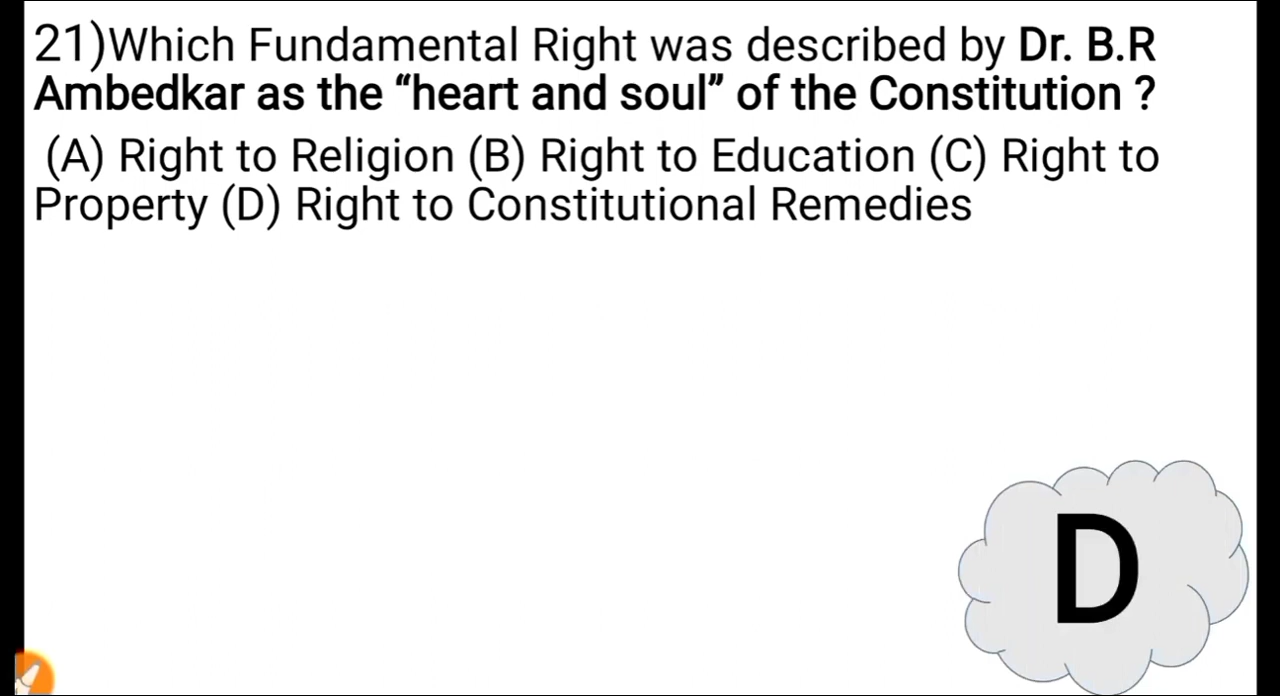 21)Which Fundamental Right was described by Dr. B.R
Ambedkar as the “heart and soul” of the Constitution ?
(A) Right to Religion (B) Right to Education (C) Right to
Property (D) Right to Constitutional Remedies
D